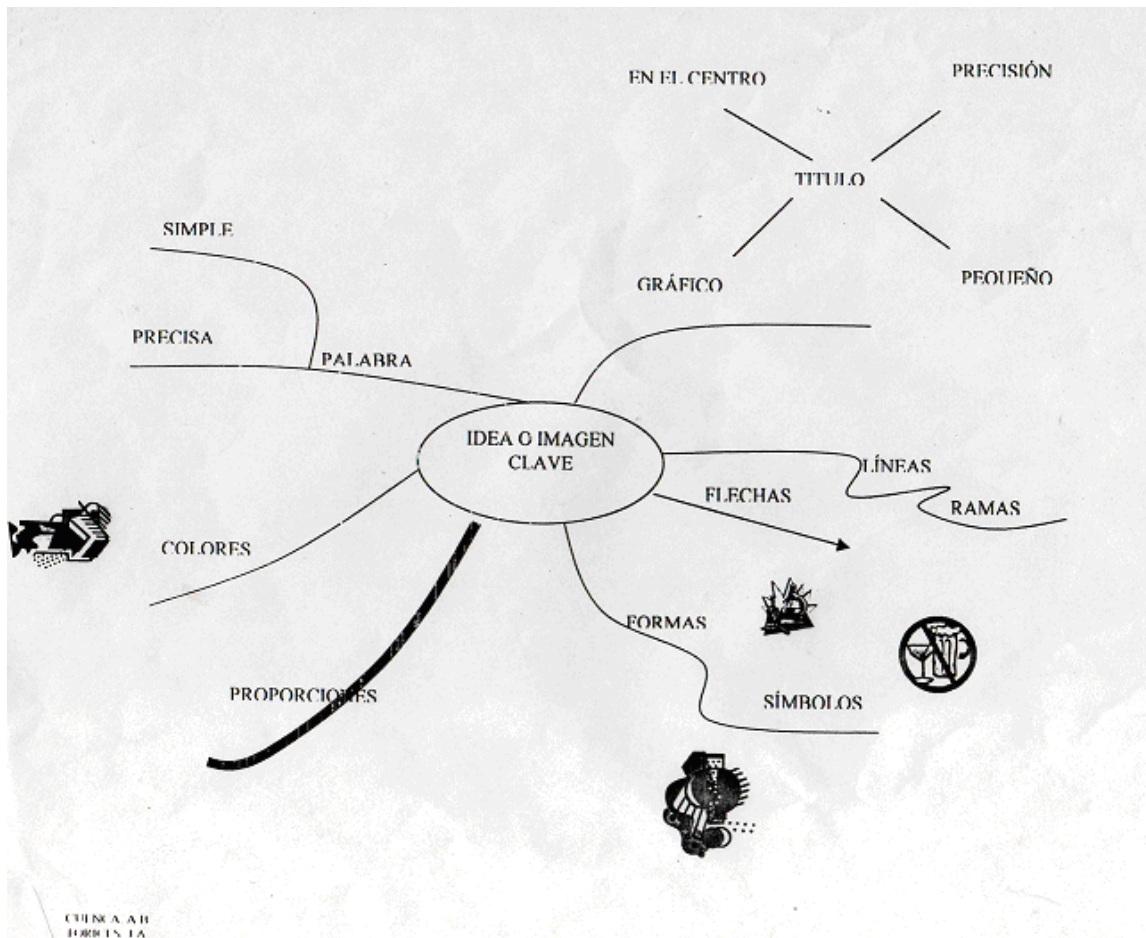 EN EL CENTRO
PRECISIÓN
TITULO
GRÁFICO
PEQUEÑO
SIMPLE
PRECISA
PALABRA
IDEA O IMAGEN
CLAVE
LÍNEAS
FLECHAS
RAMAS
COLORES
FORMAS
PROPORCIONES
SÍMBOLOS